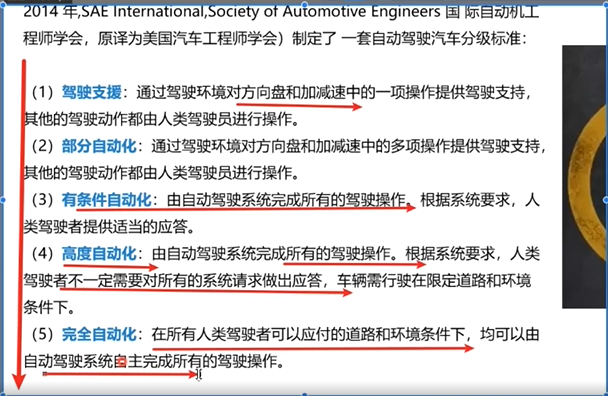 2014 年,SAE International,Society of Automotive Engineers 国 际自动机工
程师学会，原译为美国汽车工程师学会）制定了 一套自动驾驶汽车分级标准：
（1）驾驶支援：通过驾驶环境对方向盘和加减速中的一项操作提供驾驶支持，
其他的驾驶动作都由人类驾驶员进行操作。
（2）部分自动化：通过驾驶环境对方向盘和加减速中的多项操作提供驾驶支持，
其他的驾驶动作都由人类驾驶员进行操作。
（3）有条件自动化：由自动驾驶系统完成所有的驾驶操作。根据系统要求，人
类驾驶者提供适当的应答。
（4）高度自动化：由自动驾驶系统完成所有的驾驶操作。根据系统要求，人类
驾驶者不一定需要对所有的系统请求做出应答，车辆需行驶在限定道路和环境
条件下。
（5）完全自动化：在所有人类驾驶者可以应付的道路和环境条件下，均可以由
自动驾驶系统自主完成所有的驾驶操作。